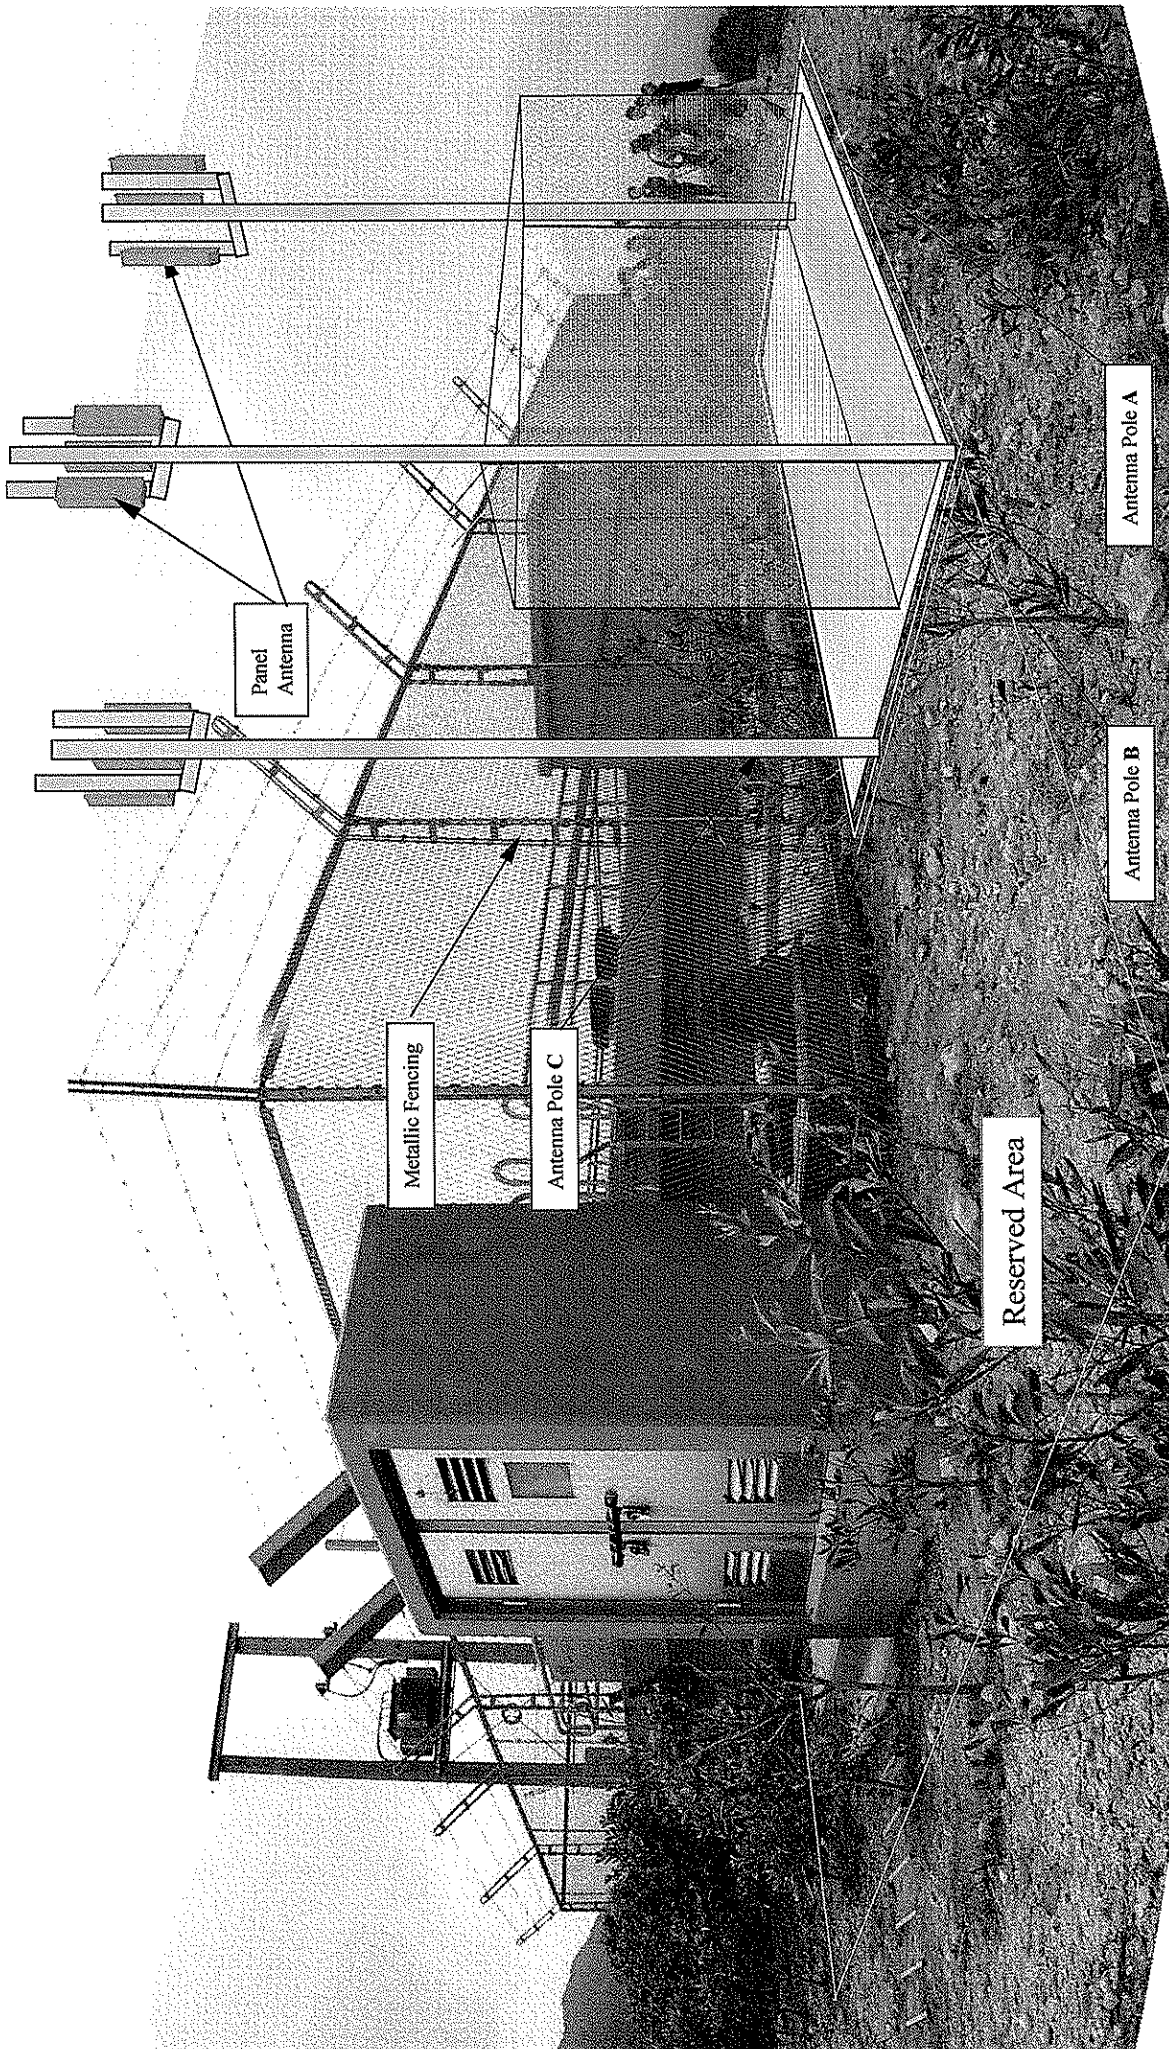 Panel
Antenna
Metallic Fencing
Antenna Pole C
Antenna Pole A
Antenna Pole B
Reserved Area